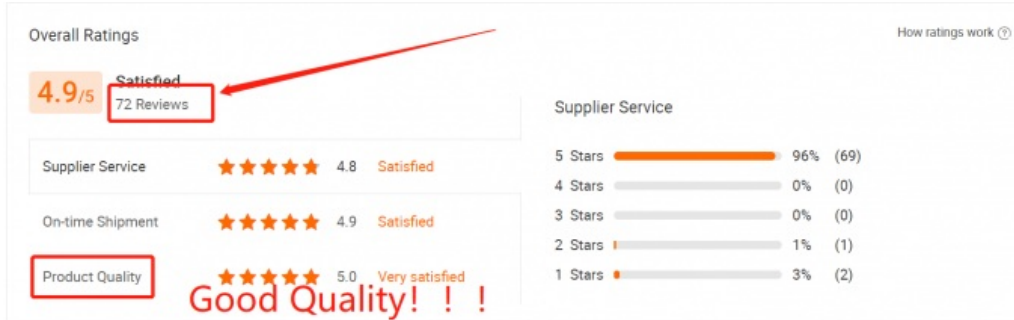 Overall Ratings
How ratings work ?
4.9/5
Satisfied
72 Reviews
Supplier Service 4.8 Satisfied
On-time Shipment 4.9 Satisfied
Product Quality 5.0 Very satisfied
Good Quality！！！
Supplier Service
5 Stars 96% (69)
4 Stars 0% (0)
3 Stars 0% (0)
2 Stars 1% (1)
1 Stars 3% (2)